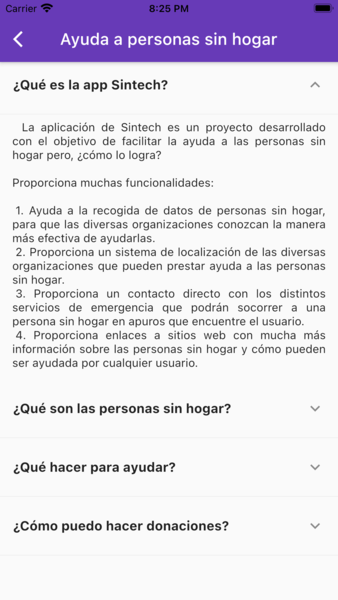 Carrier 8:25 PM
Ayuda a personas sin hogar
¿Qué es la app Sintech?
La aplicación de Sintech es un proyecto desarrollado
con el objetivo de facilitar la ayuda a las personas sin
hogar pero, ¿cómo lo logra?
Proporciona muchas funcionalidades:
1. Ayuda a la recogida de datos de personas sin hogar,
para que las diversas organizaciones conozcan la manera
más efectiva de ayudarlas.
2. Proporciona un sistema de localización de las diversas
organizaciones que pueden prestar ayuda a las personas
sin hogar.
3. Proporciona un contacto directo con los distintos
servicios de emergencia que podrán socorrer a una
persona sin hogar en apuros que encuentre el usuario.
4. Proporciona enlaces a sitios web con mucha más
información sobre las personas sin hogar y cómo pueden
ser ayudada por cualquier usuario.
¿Qué son las personas sin hogar?
¿Qué hacer para ayudar?
¿Cómo puedo hacer donaciones?